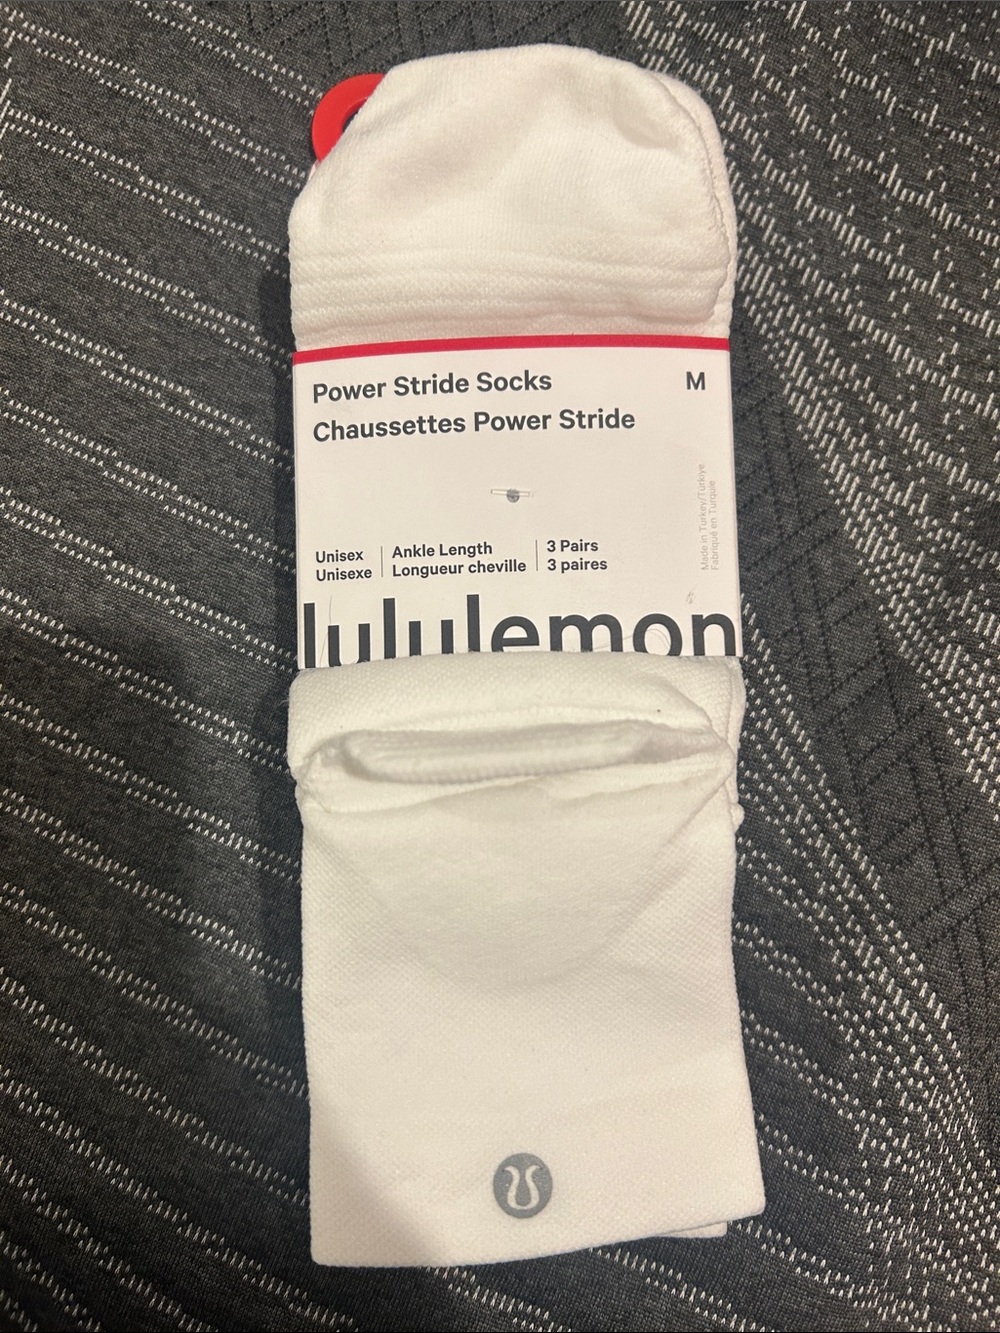 Power Stride Socks M
Chaussettes Power Stride
Made in Turkey/Türkiye
Fabriqué en Turquie
Unisex
Unisexe
Ankle Length
Longueur cheville
3 Pairs
3 paires
lululemon